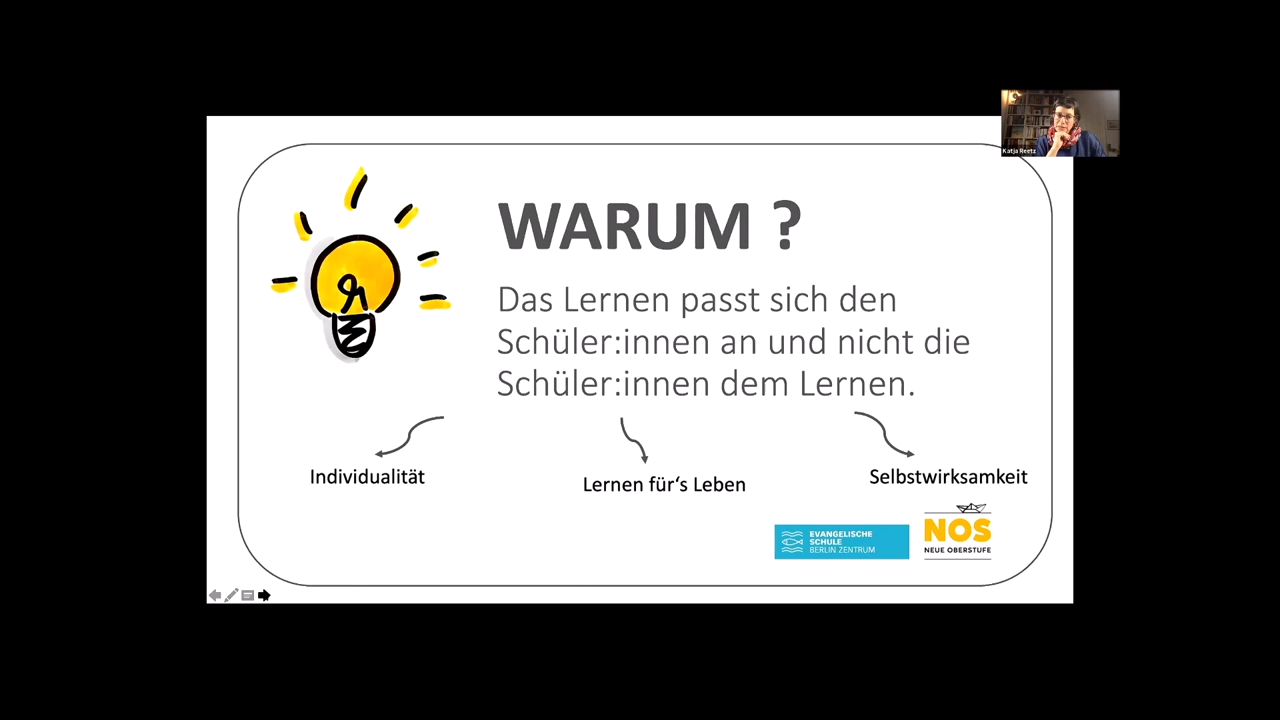 Katja Reetz
WARUM ?
Das Lernen passt sich den
Schüler:innen an und nicht die
Schüler:innen dem Lernen.
Individualität
Lernen für‘s Leben
Selbstwirksamkeit
EVANGELISCHE
SCHULE
BERLIN ZENTRUM
NOS
NEUE OBERSTUFE